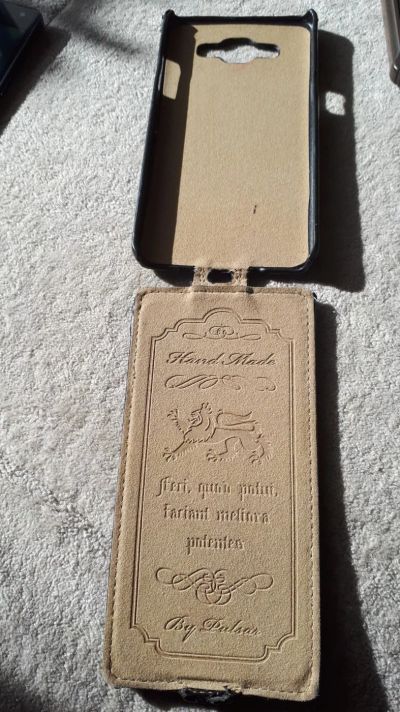 Hand Made
feci, quod potui,
faciant meliora
potentes
By Pulsar